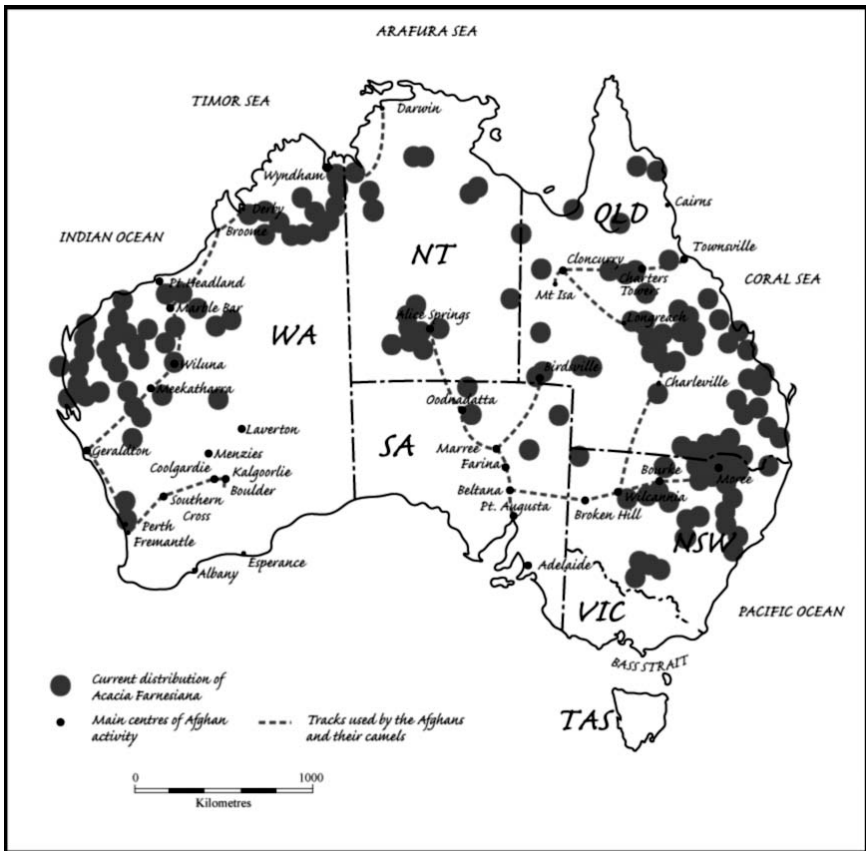 ARAFURA SEA
TIMOR SEA
Darwin
Wyndham
Derby
Broome
INDIAN OCEAN
QLD
Cairns
NT
Townsville
Cloncurry
Charters
Towers
CORAL SEA
Mt Isa
Pt Headland
Marble Bar
Alice Springs
Longreach
WA
Wiluna
Birdsville
Meekatharra
Charleville
Oodnadatta
Laverton
SA
Marree
Geraldton
Menzies
Farina
Coolgardie
Kalgoorlie
Bourke
Moree
Boulder
Beltana
Wilcannia
Southern
Cross
Pt. Augusta
Broken Hill
Perth
Fremantle
NSW
Esperance
Albany
Adelaide
VIC
PACIFIC OCEAN
BASS STRAIT
TAS
Current distribution of
Acacia Farnesiana
Main centres of Afghan
activity
Tracks used by the Afghans
and their camels
0
1000
Kilometres